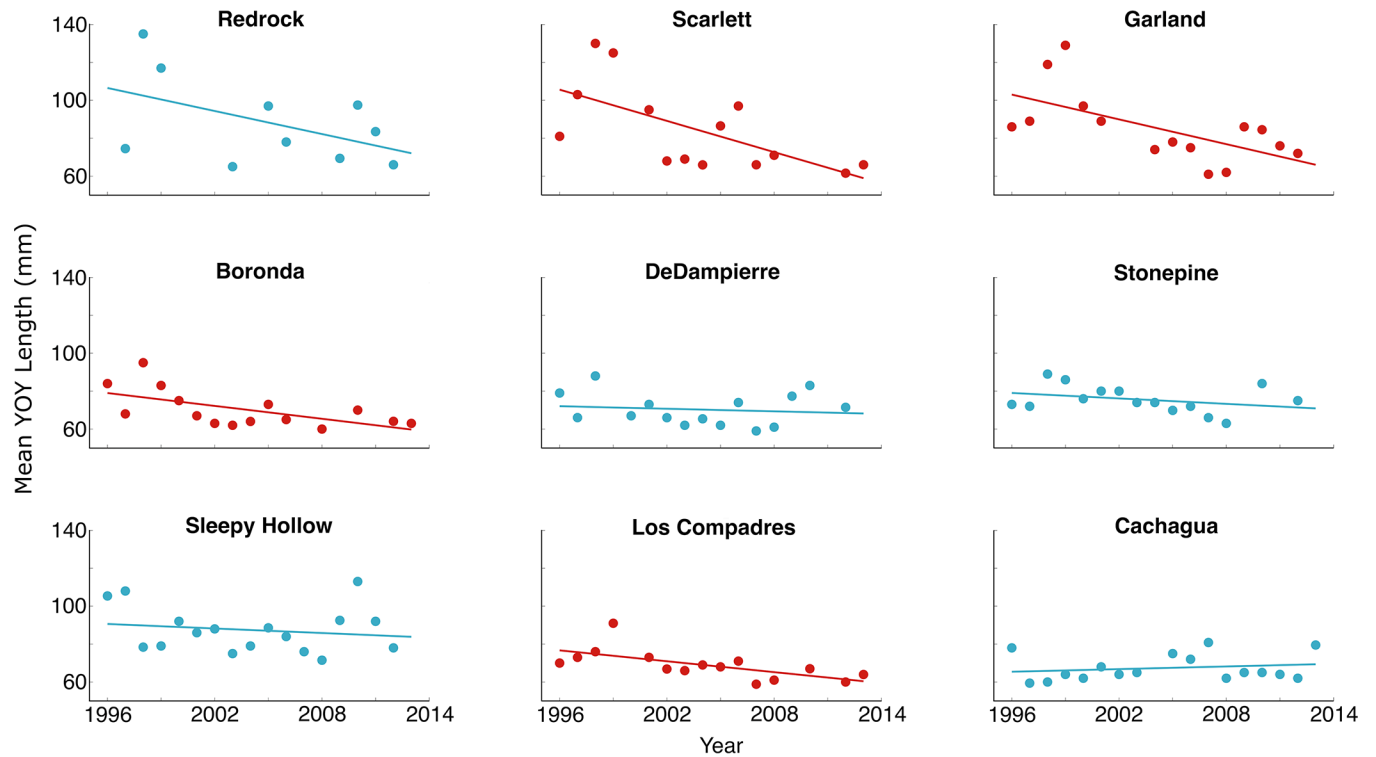 Redrock Scarlett Garland
140
100
60
Boronda DeDampierre Stonepine
140
100
60
Mean YOY Length (mm)
Sleepy Hollow Los Compadres Cachagua
140
100
60
1996 2002 2008 2014 1996 2002 2008 2014 1996 2002 2008 2014
Year